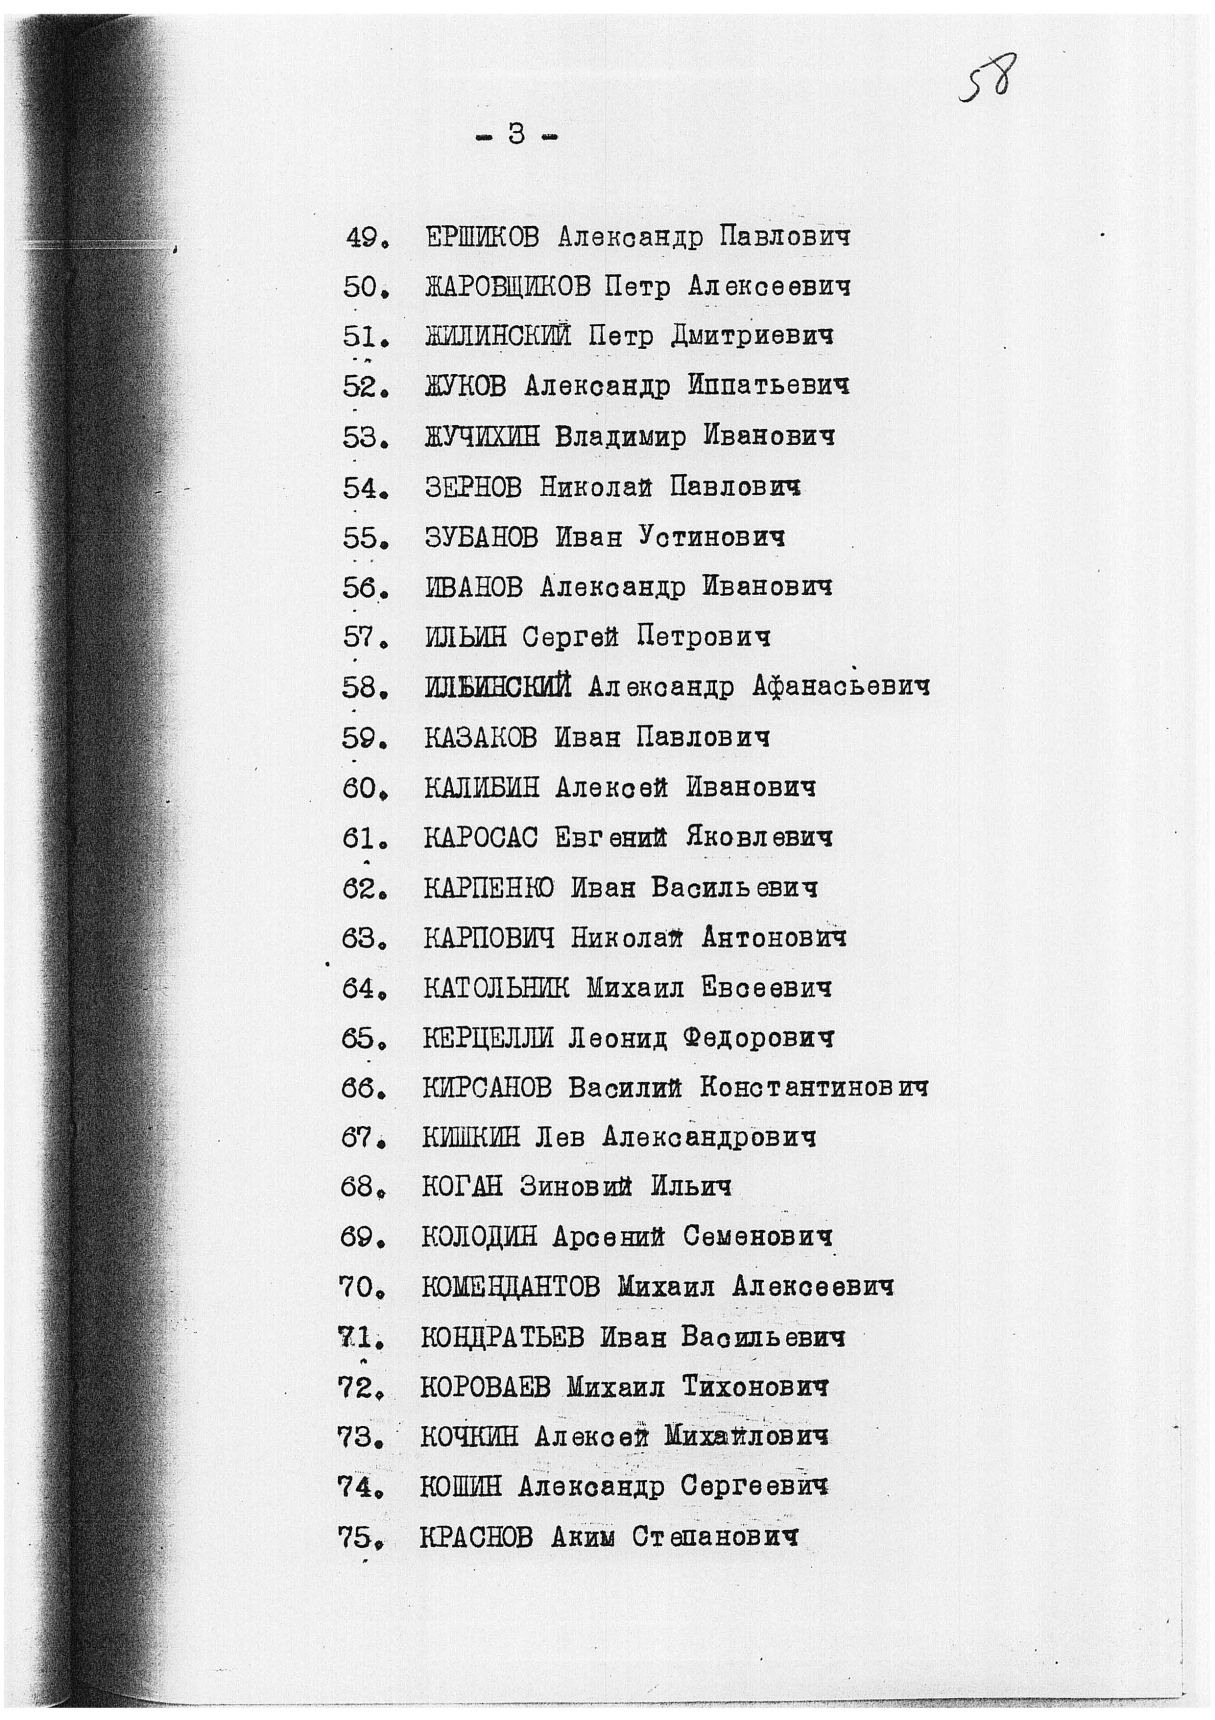 58
- 3 -
49. ЕРШИКОВ Александр Павлович
50. ЖАРОВЩИКОВ Петр Алексеевич
51. ЖИЛИНСКИЙ Петр Дмитриевич
52. ЖУКОВ Александр Иппатьевич
53. ЖУЧИХИН Владимир Иванович
54. ЗЕРНОВ Николай Павлович
55. ЗУБАНОВ Иван Устинович
56. ИВАНОВ Александр Иванович
57. ИЛЬИН Сергей Петрович
58. ИЛЬИНСКИЙ Александр Афанасьевич
59. КАЗАКОВ Иван Павлович
60. КАЛИБИН Алексей Иванович
61. КАРОСАС Евгений Яковлевич
62. КАРПЕНКО Иван Васильевич
63. КАРПОВИЧ Николай Антонович
64. КАТОЛЬНИК Михаил Евсеевич
65. КЕРЦЕЛЛИ Леонид Федорович
66. КИРСАНОВ Василий Константинович
67. КИШКИН Лев Александрович
68. КОГАН Зиновий Ильич
69. КОЛОДИН Арсений Семенович
70. КОМЕНДАНТОВ Михаил Алексеевич
71. КОНДРАТЬЕВ Иван Васильевич
72. КОРОВАЕВ Михаил Тихонович
73. КОЧКИН Алексей Михайлович
74. КОШИН Александр Сергеевич
75. КРАСНОВ Аким Степанович